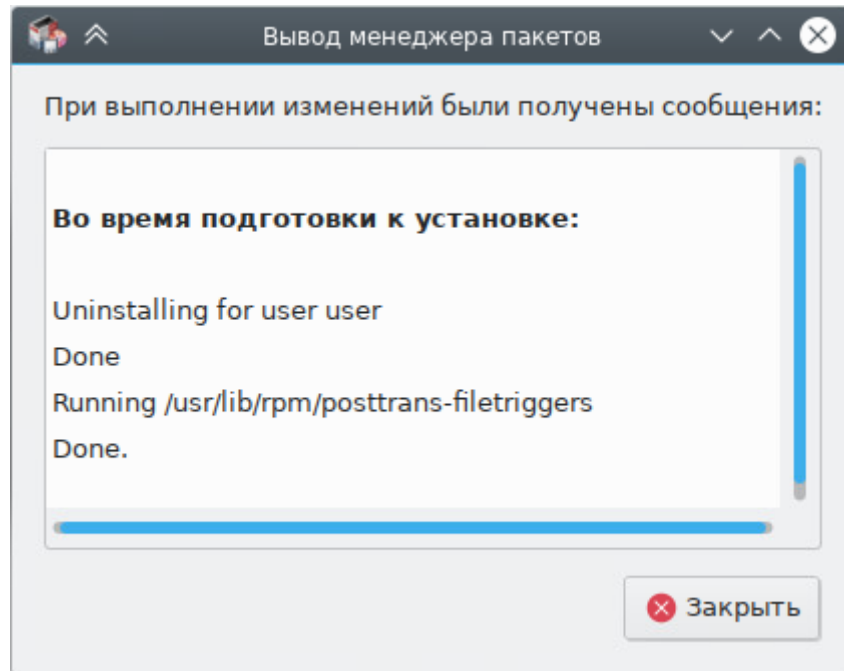 Вывод менеджера пакетов
При выполнении изменений были получены сообщения:
Во время подготовки к установке:
Uninstalling for user user
Done
Running /usr/lib/rpm/posttrans-filetriggers
Done.
Закрыть